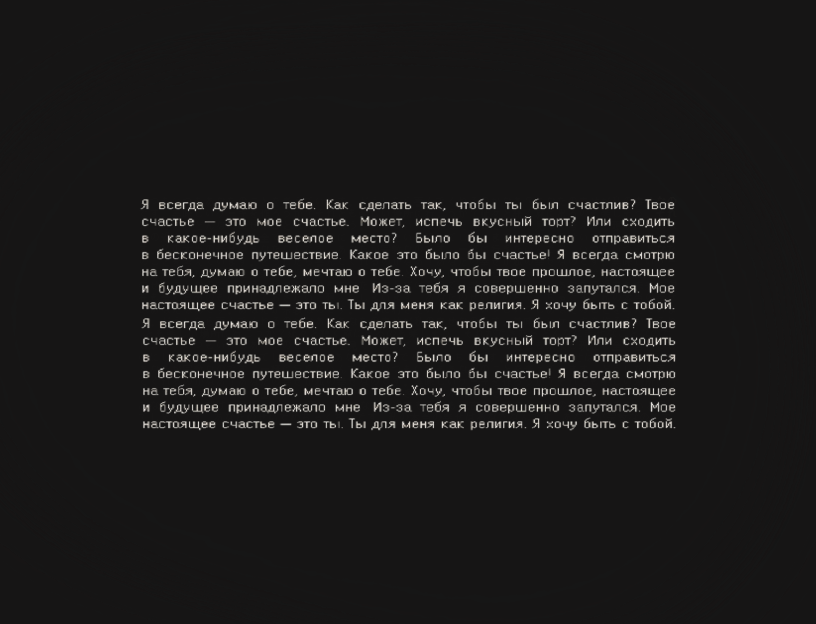 Я всегда думаю о тебе. Как сделать так, чтобы ты был счастлив? Твое
счастье — это мое счастье. Может, испечь вкусный торт? Или сходить
в какое-нибудь веселое место? Было бы интересно отправиться
в бесконечное путешествие. Какое это было бы счастье! Я всегда смотрю
на тебя, думаю о тебе, мечтаю о тебе. Хочу, чтобы твое прошлое, настоящее
и будущее принадлежало мне. Из-за тебя я совершенно запутался. Мое
настоящее счастье — это ты. Ты для меня как религия. Я хочу быть с тобой.
Я всегда думаю о тебе. Как сделать так, чтобы ты был счастлив? Твое
счастье — это мое счастье. Может, испечь вкусный торт? Или сходить
в какое-нибудь веселое место? Было бы интересно отправиться
в бесконечное путешествие. Какое это было бы счастье! Я всегда смотрю
на тебя, думаю о тебе, мечтаю о тебе. Хочу, чтобы твое прошлое, настоящее
и будущее принадлежало мне. Из-за тебя я совершенно запутался. Мое
настоящее счастье — это ты. Ты для меня как религия. Я хочу быть с тобой.